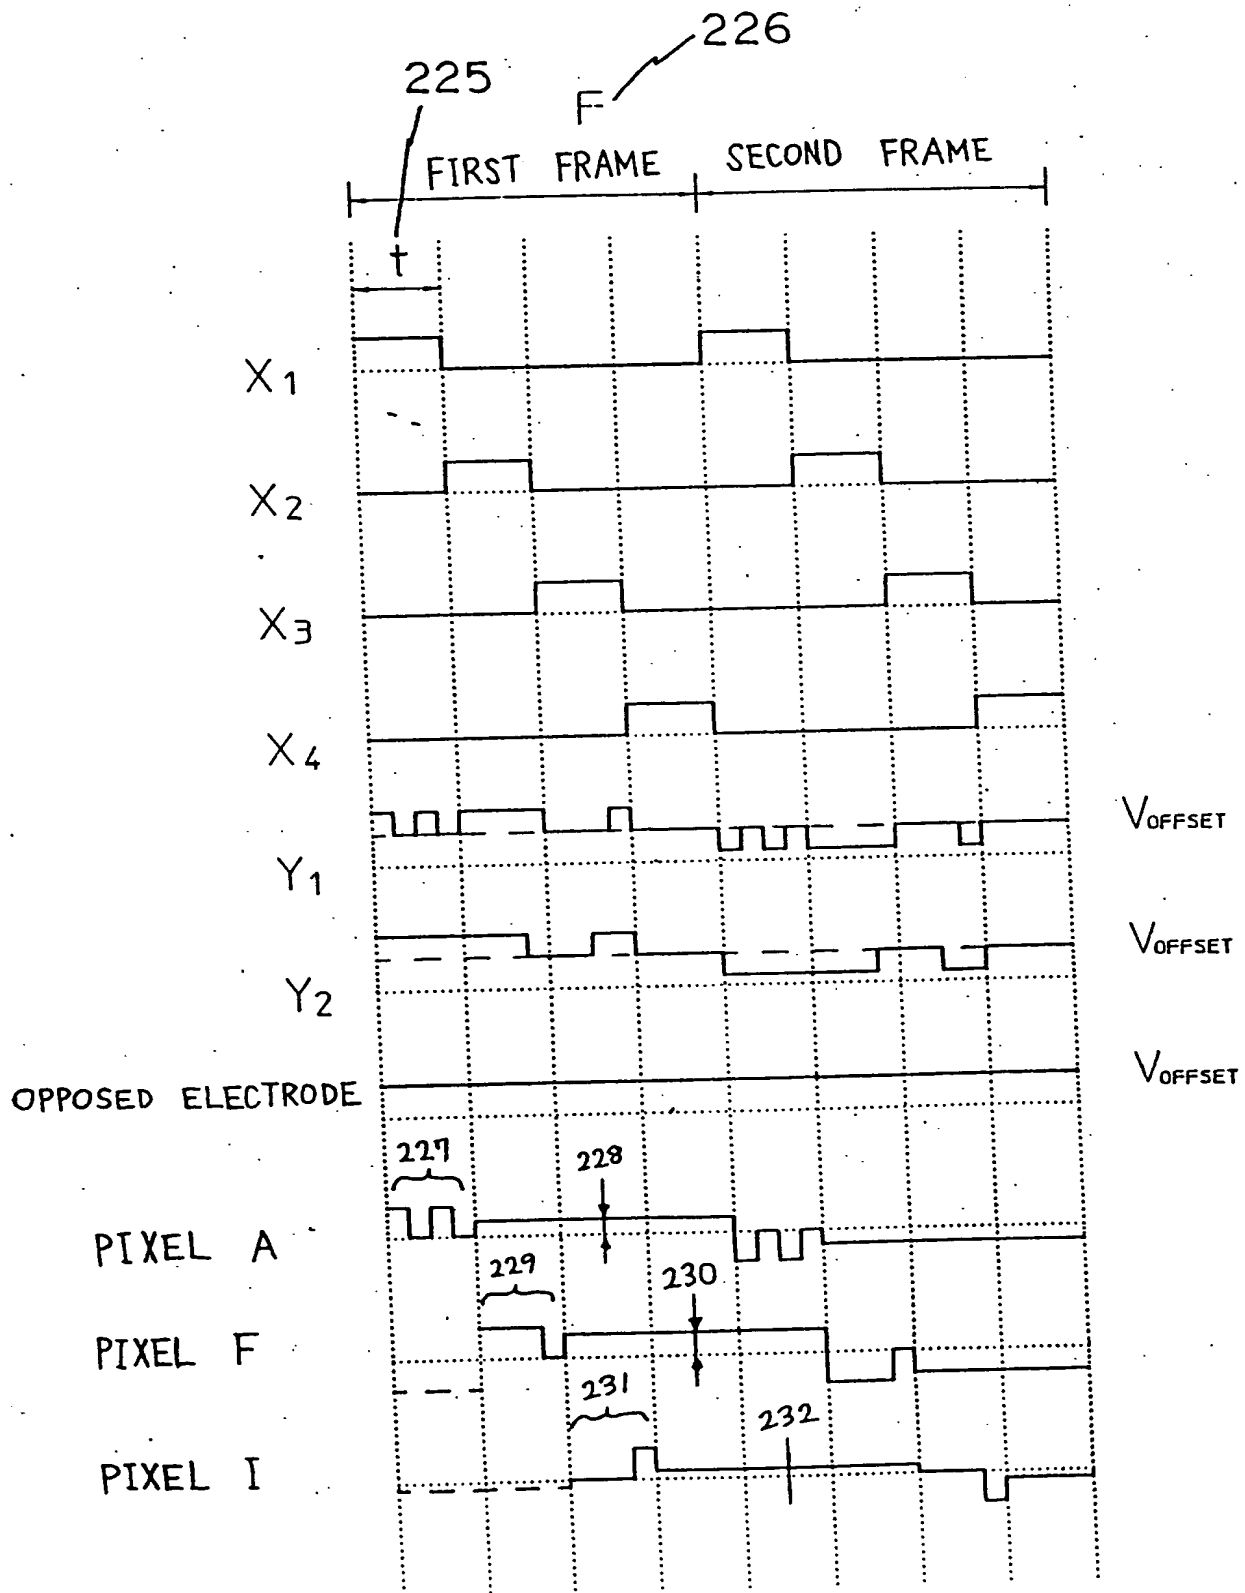 226
225
F
FIRST FRAME
SECOND FRAME
t
X1
X2
X3
X4
VOFFSET
Y1
VOFFSET
Y2
VOFFSET
OPPOSED ELECTRODE
227
228
PIXEL A
229
230
PIXEL F
231
232
PIXEL I